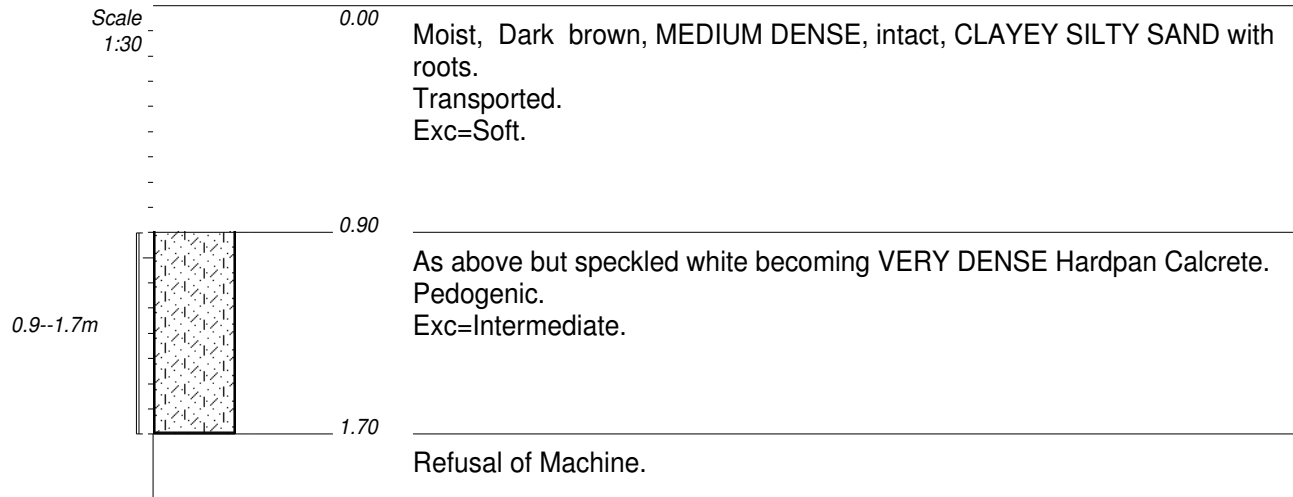 Scale
1:30
0.00
Moist, Dark brown, MEDIUM DENSE, intact, CLAYEY SILTY SAND with
roots.
Transported.
Exc=Soft.
0.90
As above but speckled white becoming VERY DENSE Hardpan Calcrete.
Pedogenic.
Exc=Intermediate.
0.9--1.7m
1.70
Refusal of Machine.